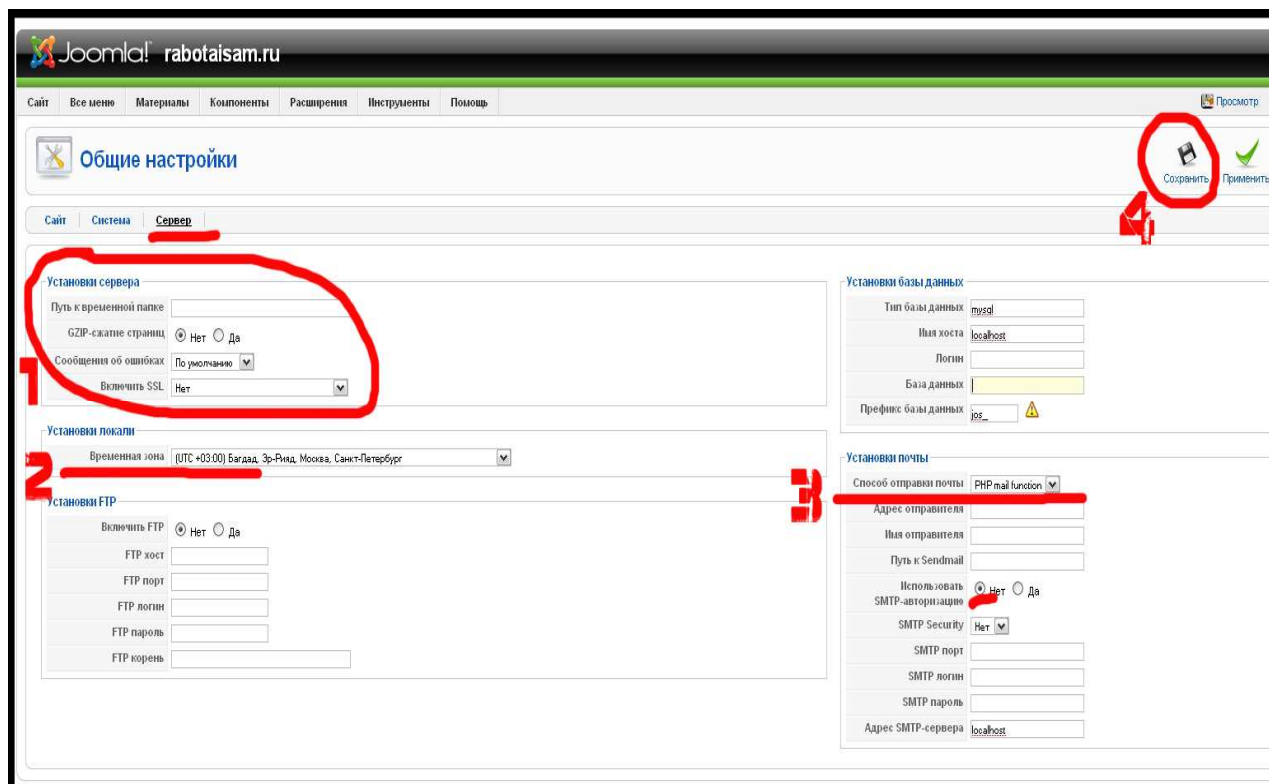 Joomla! rabotaisam.ru
Сайт Все меню Материалы Компоненты Расширения Инструменты Помощь Просмотр
Общие настройки
Сохранить Применить
4
Сайт Система Сервер
Установки сервера
Путь к временной папке
GZIP-сжатие страниц Нет Да
Сообщения об ошибках По умолчанию
Включить SSL Нет
1
Установки локали
Временная зона (UTC +03:00) Багдад, Эр-Рияд, Москва, Санкт-Петербург
2
Установки FTP
Включить FTP Нет Да
FTP хост
FTP порт
FTP логин
FTP пароль
FTP корень
Установки базы данных
Тип базы данных mysql
Имя хоста localhost
Логин
База данных
Префикс базы данных jos_
Установки почты
Способ отправки почты PHP mail function
3
Адрес отправителя
Имя отправителя
Путь к Sendmail
Использовать
SMTP-авторизацию Нет Да
SMTP Security Нет
SMTP порт
SMTP логин
SMTP пароль
Адрес SMTP-сервера localhost